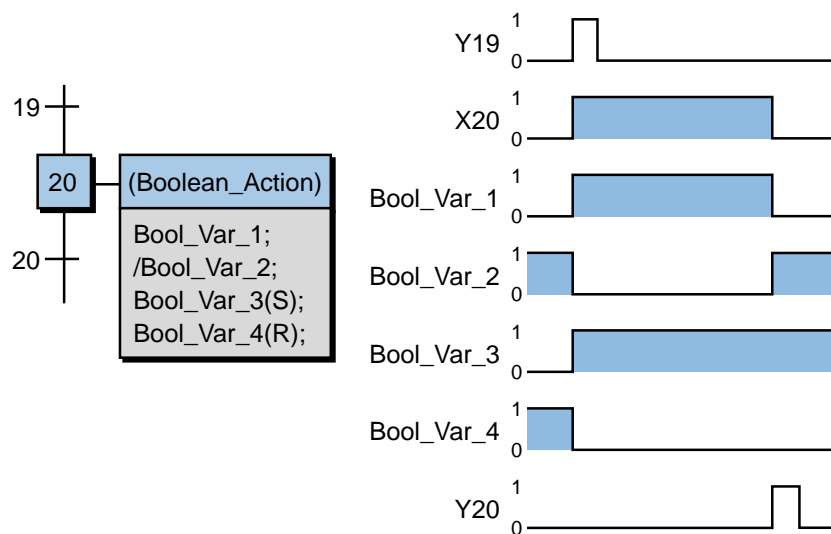 19
20
(Boolean_Action)
Bool_Var_1;
/Bool_Var_2;
Bool_Var_3(S);
Bool_Var_4(R);
20
Y19
1
0
X20
1
0
Bool_Var_1
1
0
Bool_Var_2
1
0
Bool_Var_3
1
0
Bool_Var_4
1
0
Y20
1
0